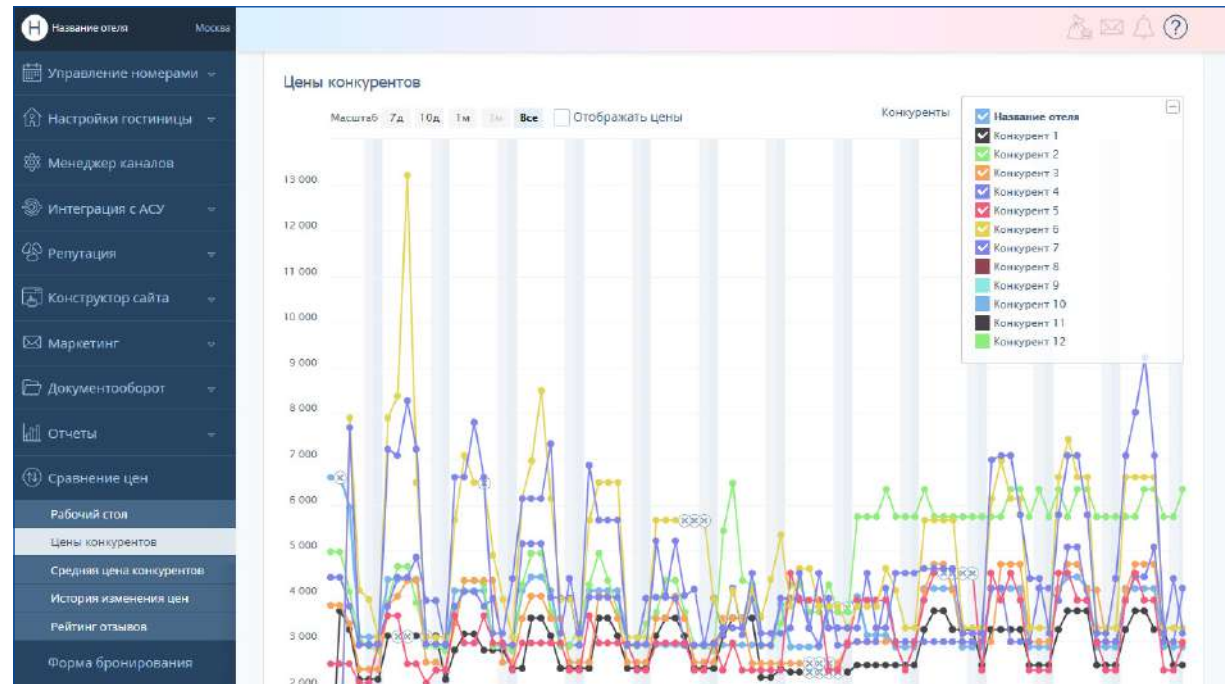 H Название отеля Москва
Управление номерами
Настройки гостиницы
Менеджер каналов
Интеграция с АСУ
Репутация
Конструктор сайта
Маркетинг
Документооборот
Отчеты
Сравнение цен
Рабочий стол
Цены конкурентов
Средняя цена конкурентов
История изменения цен
Рейтинг отзывов
Форма бронирования
?
Цены конкурентов
Масштаб 7д 10д 1м Все Отображать цены Конкуренты
Название отеля
Конкурент 1
Конкурент 2
Конкурент 3
Конкурент 4
Конкурент 5
Конкурент 6
Конкурент 7
Конкурент 8
Конкурент 9
Конкурент 10
Конкурент 11
Конкурент 12
13 000
12 000
11 000
10 000
9 000
8 000
7 000
6 000
5 000
4 000
3 000
2 000